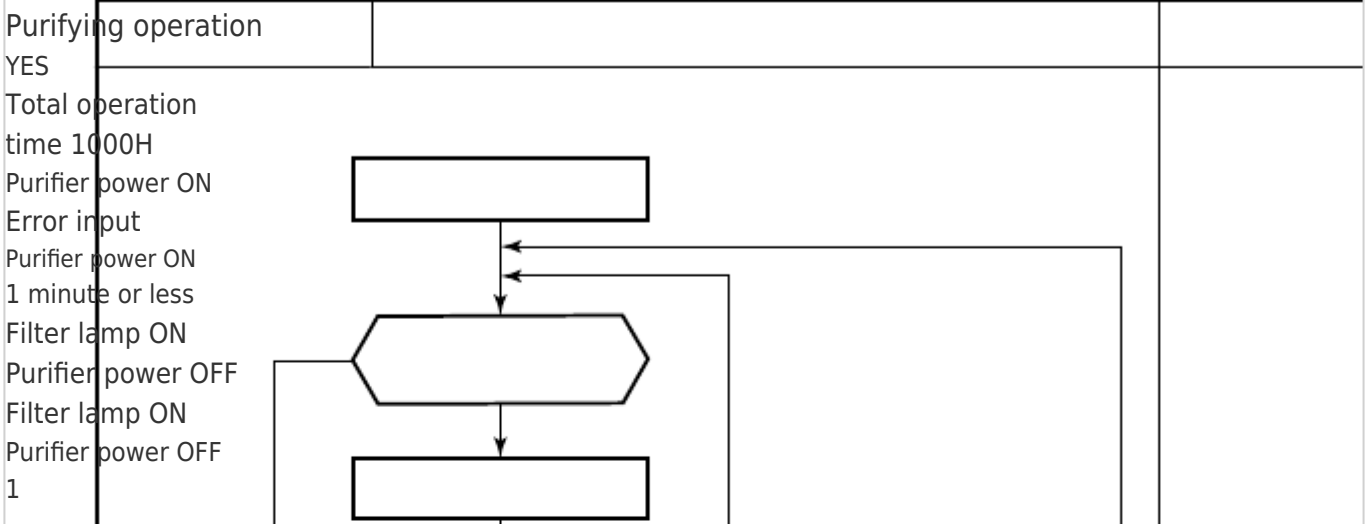 Purifying operation
YES
Total operation
time 1000H
Purifier power ON
Error input
Purifier power ON
1 minute or less
Filter lamp ON
Purifier power OFF
Filter lamp ON
Purifier power OFF
1